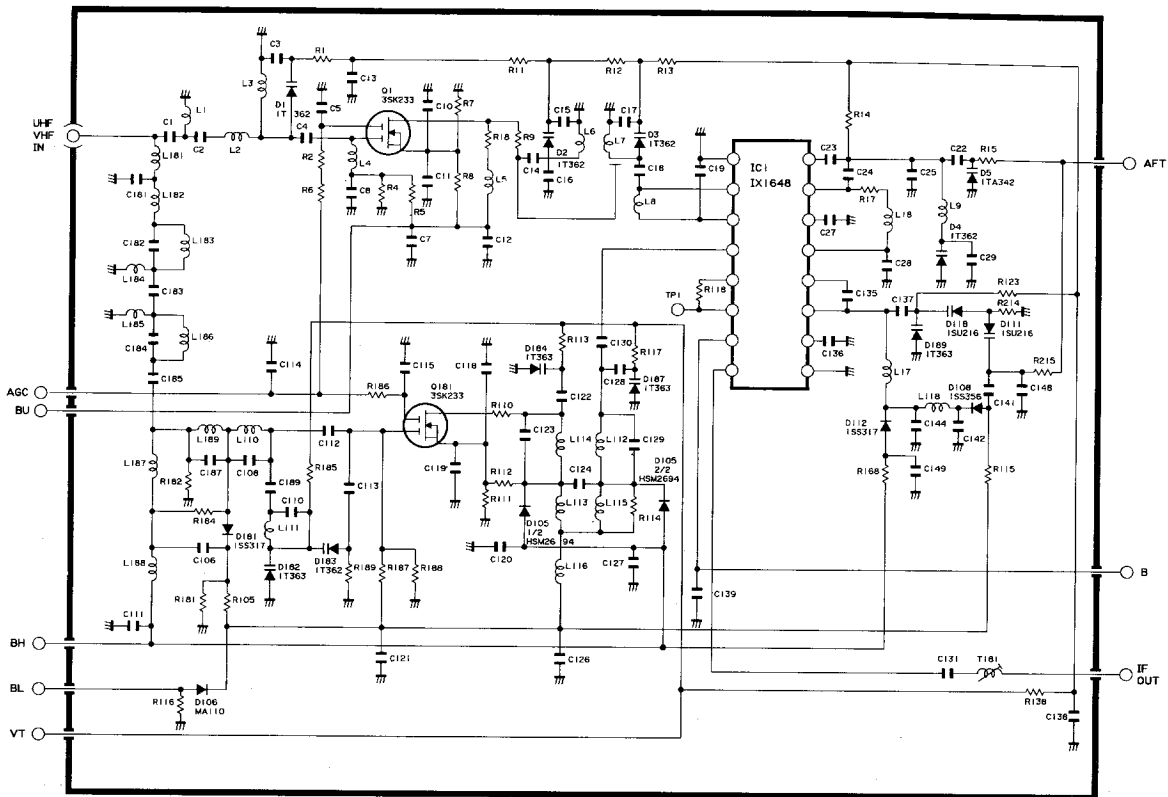 UHF
VHF
IN
C1
L1
C2
L2
L3
C3
R1
D1
1T 362
C4
C5
C13
Q1
3SK233
C10
R7
R2
R6
L4
C8
R4
R5
C7
C11
R8
R18
L5
C12
R9
R11
C14
C15
D2
1T362
C16
L6
R12
L7
C17
D3
1T362
R13
C18
L8
C19
IC1
IX1648
R14
C23
C24
R17
C25
C22
R15
D5
1TA342
AFT
L18
L9
D4
1T362
C27
C28
C29
C135
C136
C137
R123
R214
D118
1SU216
D111
1SU216
D189
1T363
R215
C148
C141
L17
D108
1SS356
L118
C144
C142
D112
1SS317
C149
R168
R115
L181
C181
L182
C182
L183
L184
C183
L185
C184
L186
C185
TP1
R118
AGC
BU
C114
R186
C115
Q181
3SK233
C118
R110
D184
1T363
R113
C122
C130
R117
C128
D187
1T363
C123
L114
L112
C129
C119
R112
R111
C124
D105
2/2
HSM2694
D105
1/2
HSM26 94
L113
L115
R114
C120
L116
C127
L187
L189
L110
C187
C108
R182
R184
C112
C189
R185
C113
C110
L111
D181
1SS317
D182
1T363
D183
1T362
R189
R187
R188
L188
C106
R181
R105
C111
C121
C126
C139
B
BH
BL
R116
D106
MA110
VT
C131
T181
IF
OUT
R138
C138